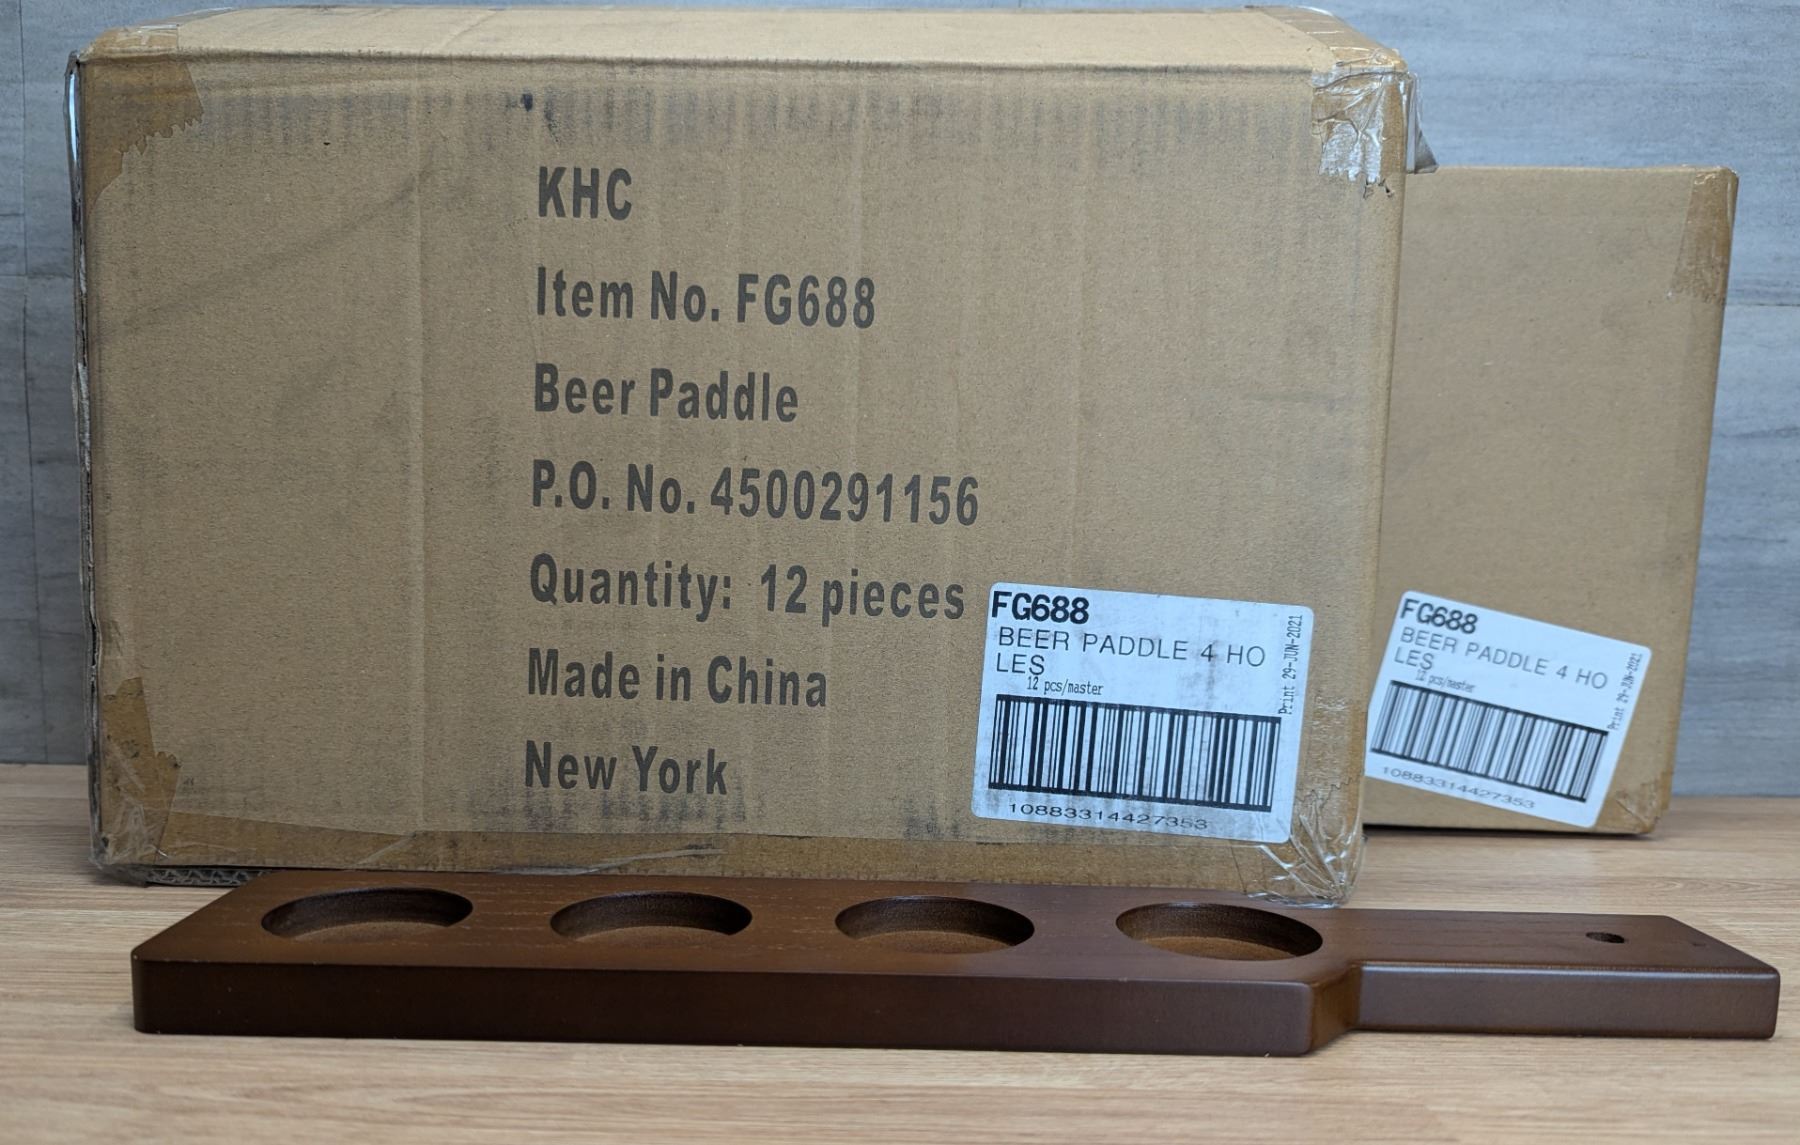 KHC
Item No. FG688
Beer Paddle
P.O. No. 4500291156
Quantity: 12 pieces
Made in China
New York
FG688
BEER PADDLE 4 HO
LES
12 pcs/master
Print 29-JUN-2021
10883314427353
FG688
BEER PADDLE 4 HO
LES
12 pcs/master
Print 29-JUN-2021
10883314427353